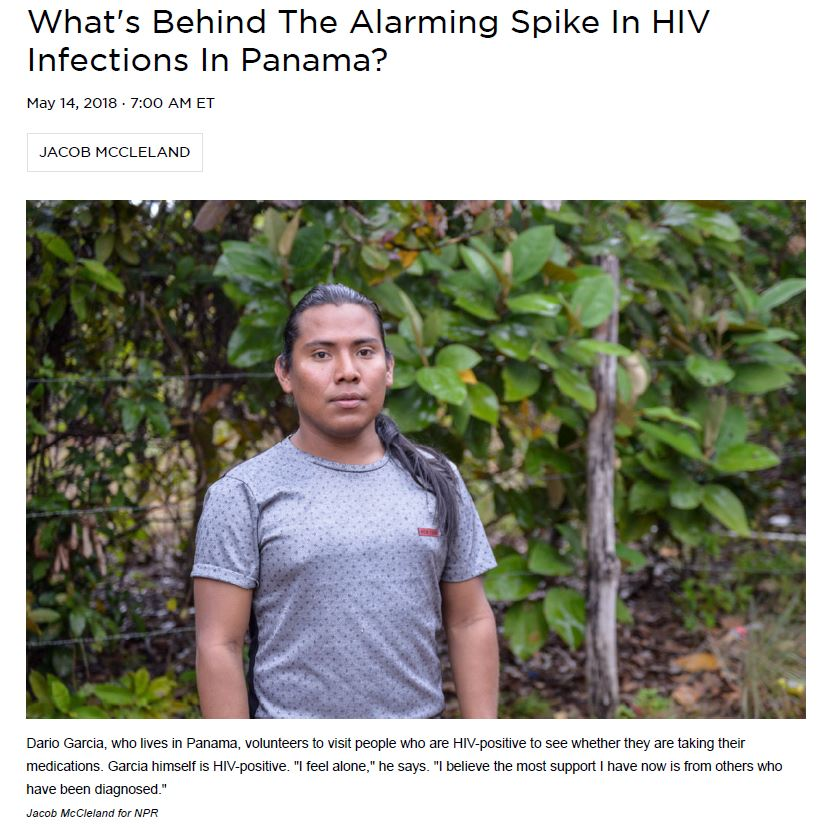 What's Behind The Alarming Spike In HIV
Infections In Panama?
May 14, 2018 · 7:00 AM ET
JACOB MCCLELAND
Dario Garcia, who lives in Panama, volunteers to visit people who are HIV-positive to see whether they are taking their
medications. Garcia himself is HIV-positive. "I feel alone," he says. "I believe the most support I have now is from others who
have been diagnosed."
Jacob McCleland for NPR